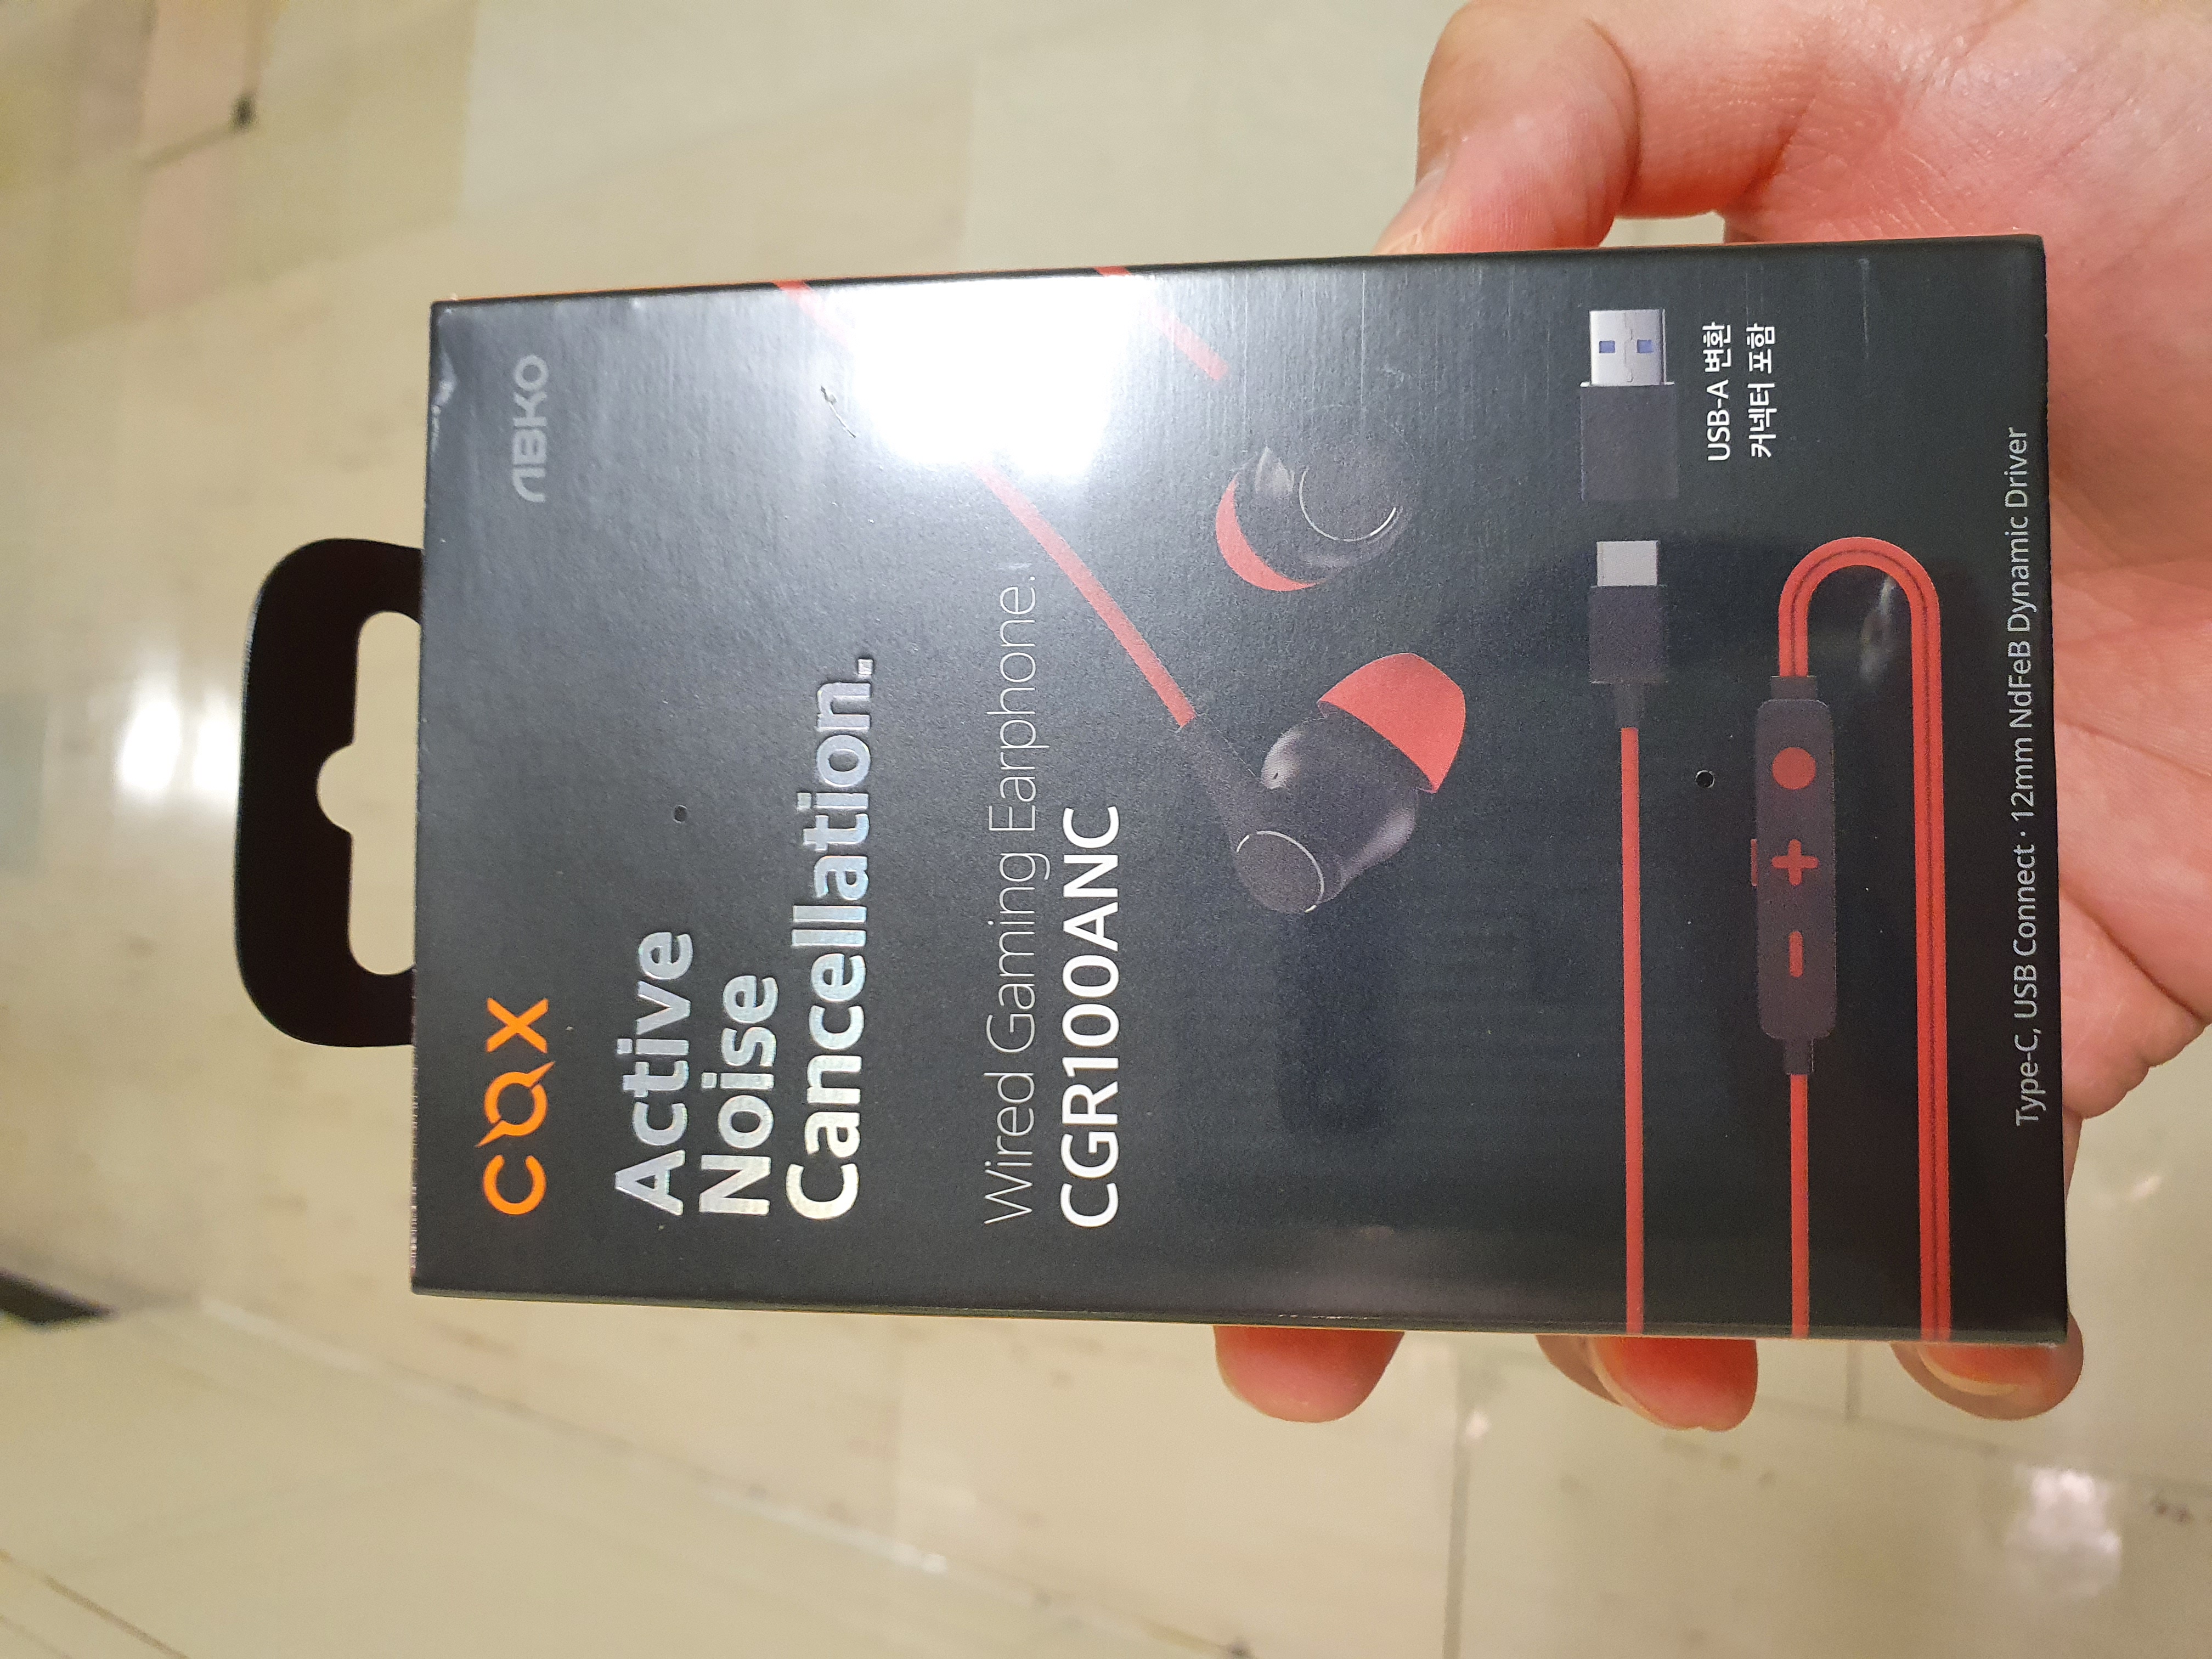 COX
ABKO
Active
Noise
Cancellation.
Wired Gaming Earphone.
CGR100ANC
USB-A 변환
커넥터 포함
Type-C, USB Connect · 12mm NdFeB Dynamic Driver